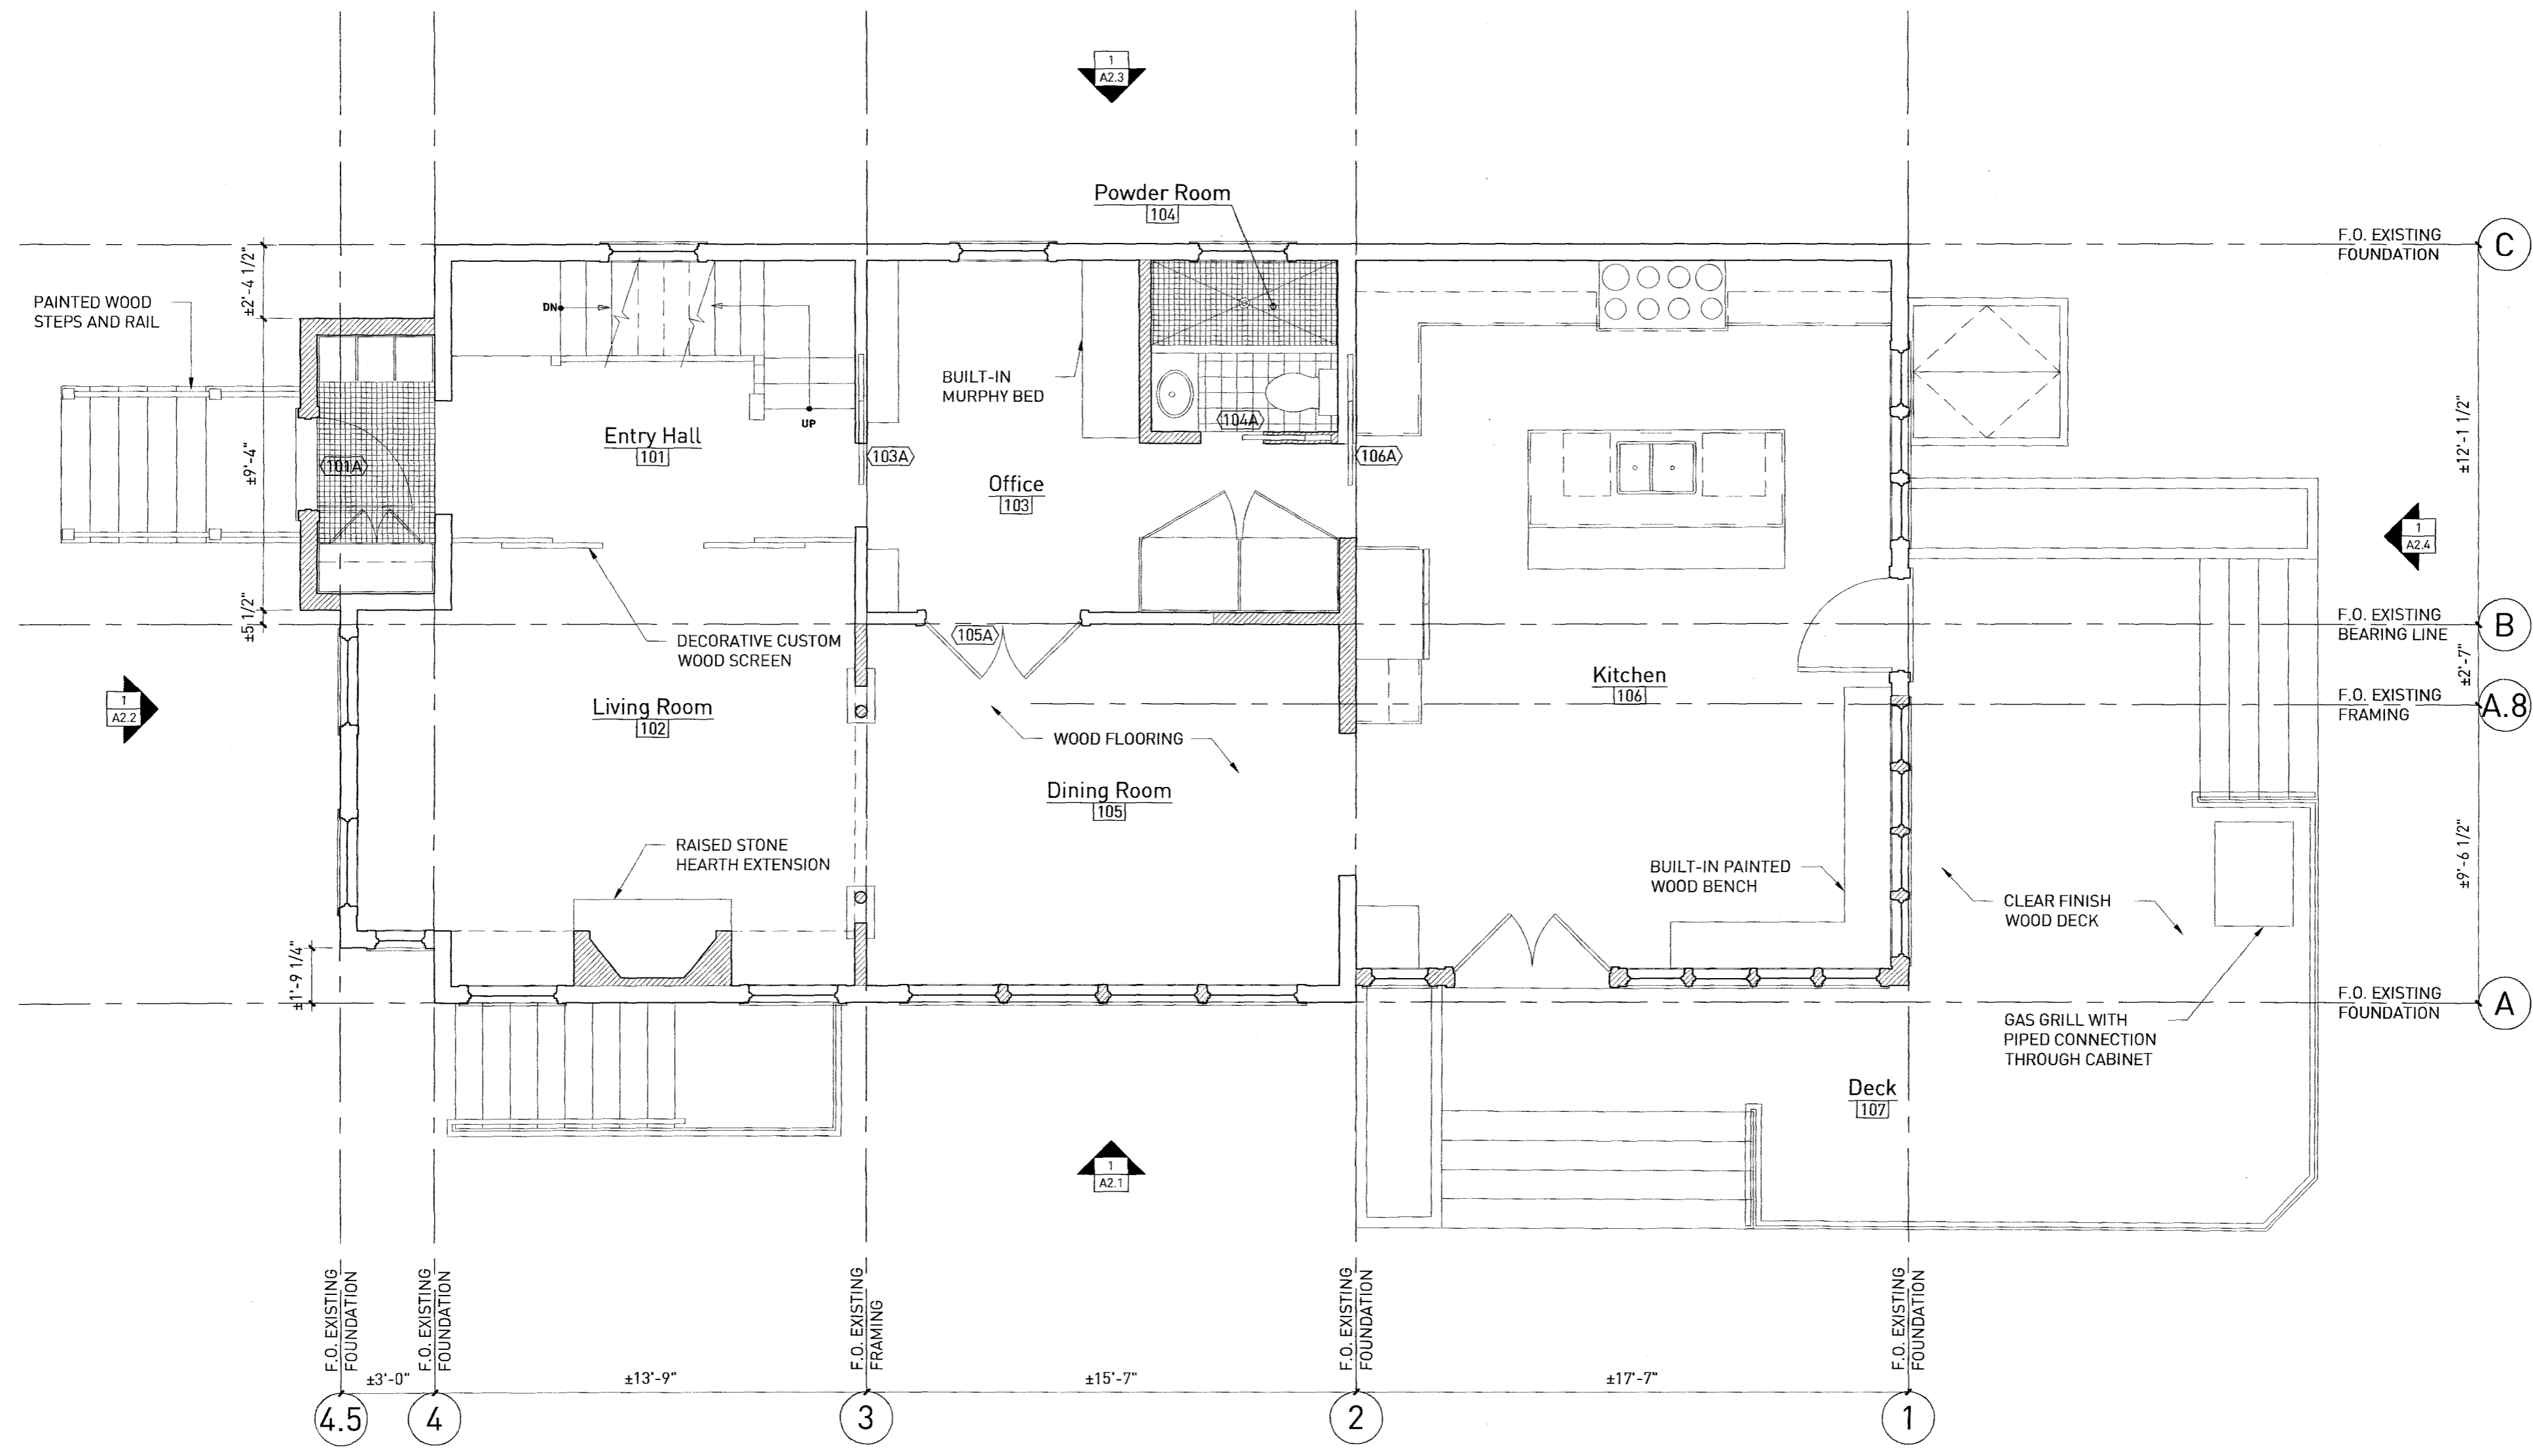 1
A2.3
Powder Room
104
F.O. EXISTING
FOUNDATION
C
±2'-4 1/2"
PAINTED WOOD
STEPS AND RAIL
DN
UP
BUILT-IN
MURPHY BED
104A
±12'-1 1/2"
Entry Hall
101
±9'-4"
101A
103A
106A
Office
103
1
A2.4
±5 1/2"
F.O. EXISTING
BEARING LINE
B
105A
DECORATIVE CUSTOM
WOOD SCREEN
±2'-7"
Kitchen
106
1
A2.2
Living Room
102
F.O. EXISTING
FRAMING
A.8
WOOD FLOORING
Dining Room
105
RAISED STONE
HEARTH EXTENSION
BUILT-IN PAINTED
WOOD BENCH
±9'-6 1/2"
CLEAR FINISH
WOOD DECK
±1'-9 1/4"
F.O. EXISTING
FOUNDATION
A
GAS GRILL WITH
PIPED CONNECTION
THROUGH CABINET
Deck
107
1
A2.1
F.O. EXISTING
FOUNDATION
F.O. EXISTING
FOUNDATION
F.O. EXISTING
FRAMING
F.O. EXISTING
FOUNDATION
F.O. EXISTING
FOUNDATION
±3'-0"
±13'-9"
±15'-7"
±17'-7"
4.5
4
3
2
1